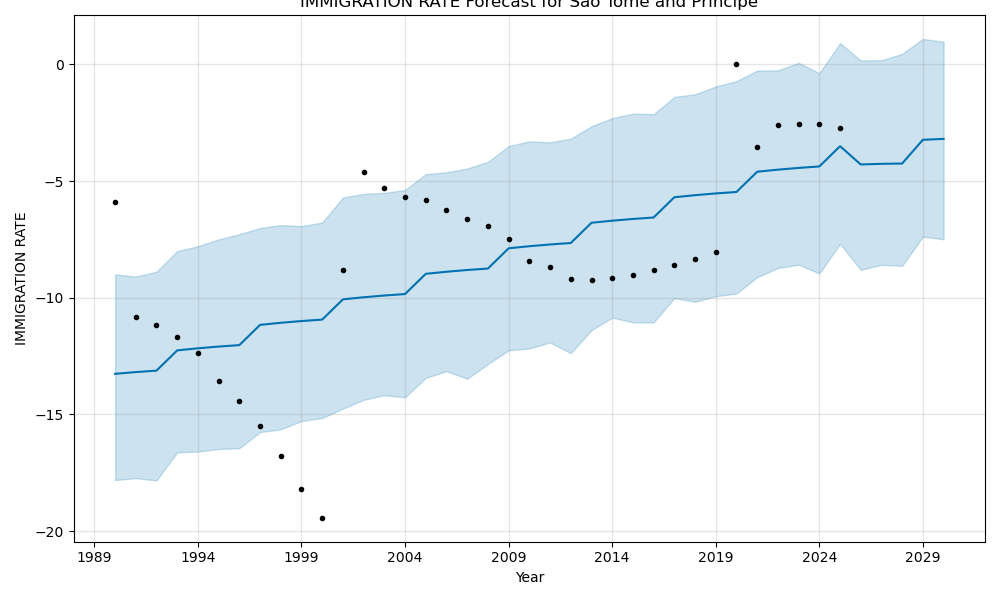 IMMIGRATION RATE Forecast for Sao Tome and Principe
0
−5
−10
−15
−20
IMMIGRATION RATE
1989 1994 1999 2004 2009 2014 2019 2024 2029
Year